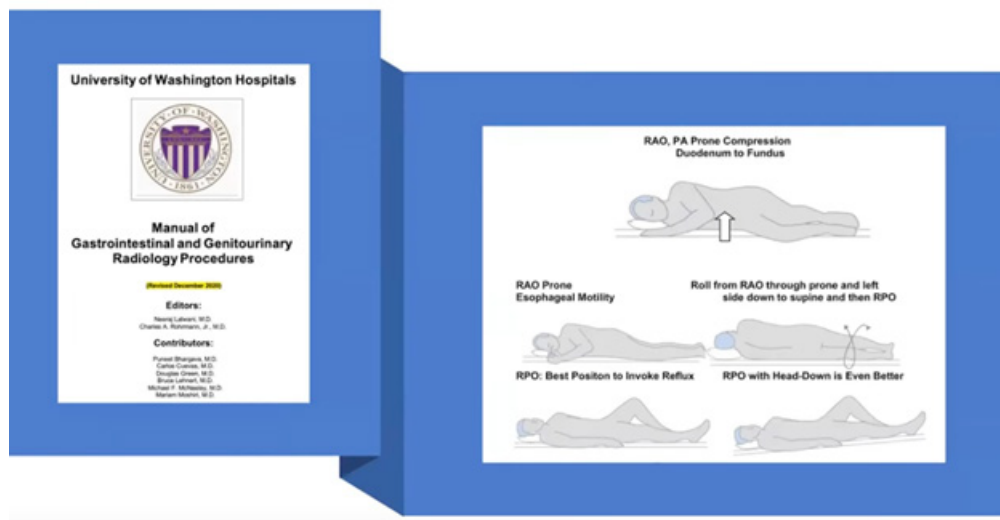 University of Washington Hospitals
UNIVERSITY·OF·WASHINGTON
1861
Manual of
Gastrointestinal and Genitourinary
Radiology Procedures
(Revised December 2020)
Editors:
Neeraj Lalwani, M.D.
Charles A. Rohrmann, Jr., M.D.
Contributors:
Puneet Bhargava, M.D.
Carlos Cuevas, M.D.
Douglas Green, M.D.
Bruce Lehnert, M.D.
Michael F. McNeeley, M.D.
Mariam Moshiri, M.D
RAO, PA Prone Compression
Duodenum to Fundus
RAO Prone
Esophageal Motility
Roll from RAO through prone and left
side down to supine and then RPO
RPO: Best Positon to Invoke Reflux
RPO with Head-Down is Even Better